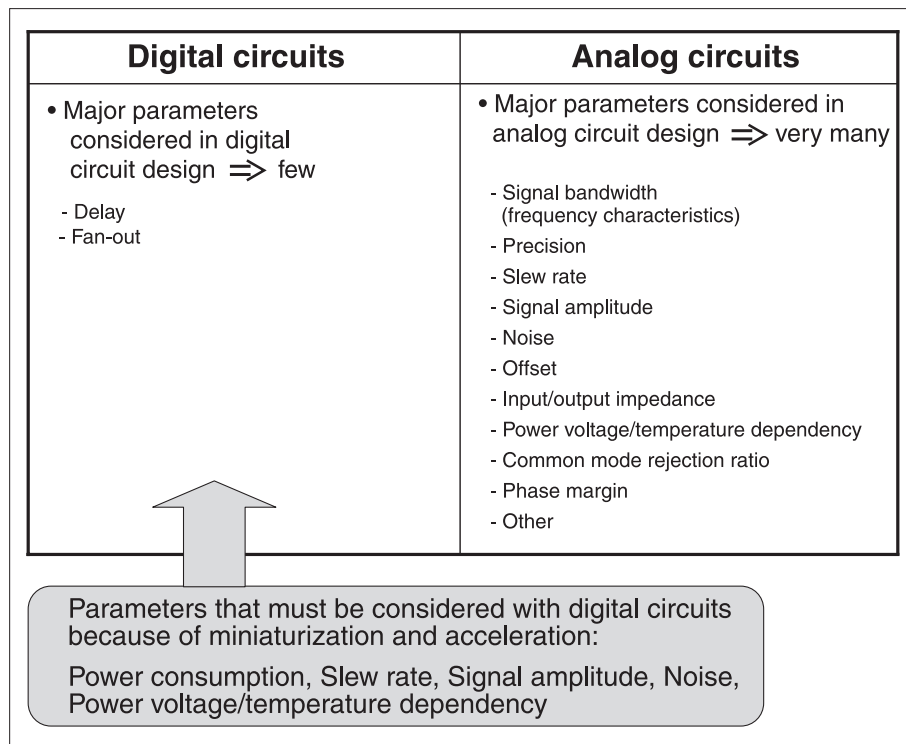 Digital circuits
• Major parameters
considered in digital
circuit design ⇒ few
- Delay
- Fan-out
Analog circuits
• Major parameters considered in
analog circuit design ⇒ very many
- Signal bandwidth
(frequency characteristics)
- Precision
- Slew rate
- Signal amplitude
- Noise
- Offset
- Input/output impedance
- Power voltage/temperature dependency
- Common mode rejection ratio
- Phase margin
- Other
Parameters that must be considered with digital circuits
because of miniaturization and acceleration:
Power consumption, Slew rate, Signal amplitude, Noise,
Power voltage/temperature dependency